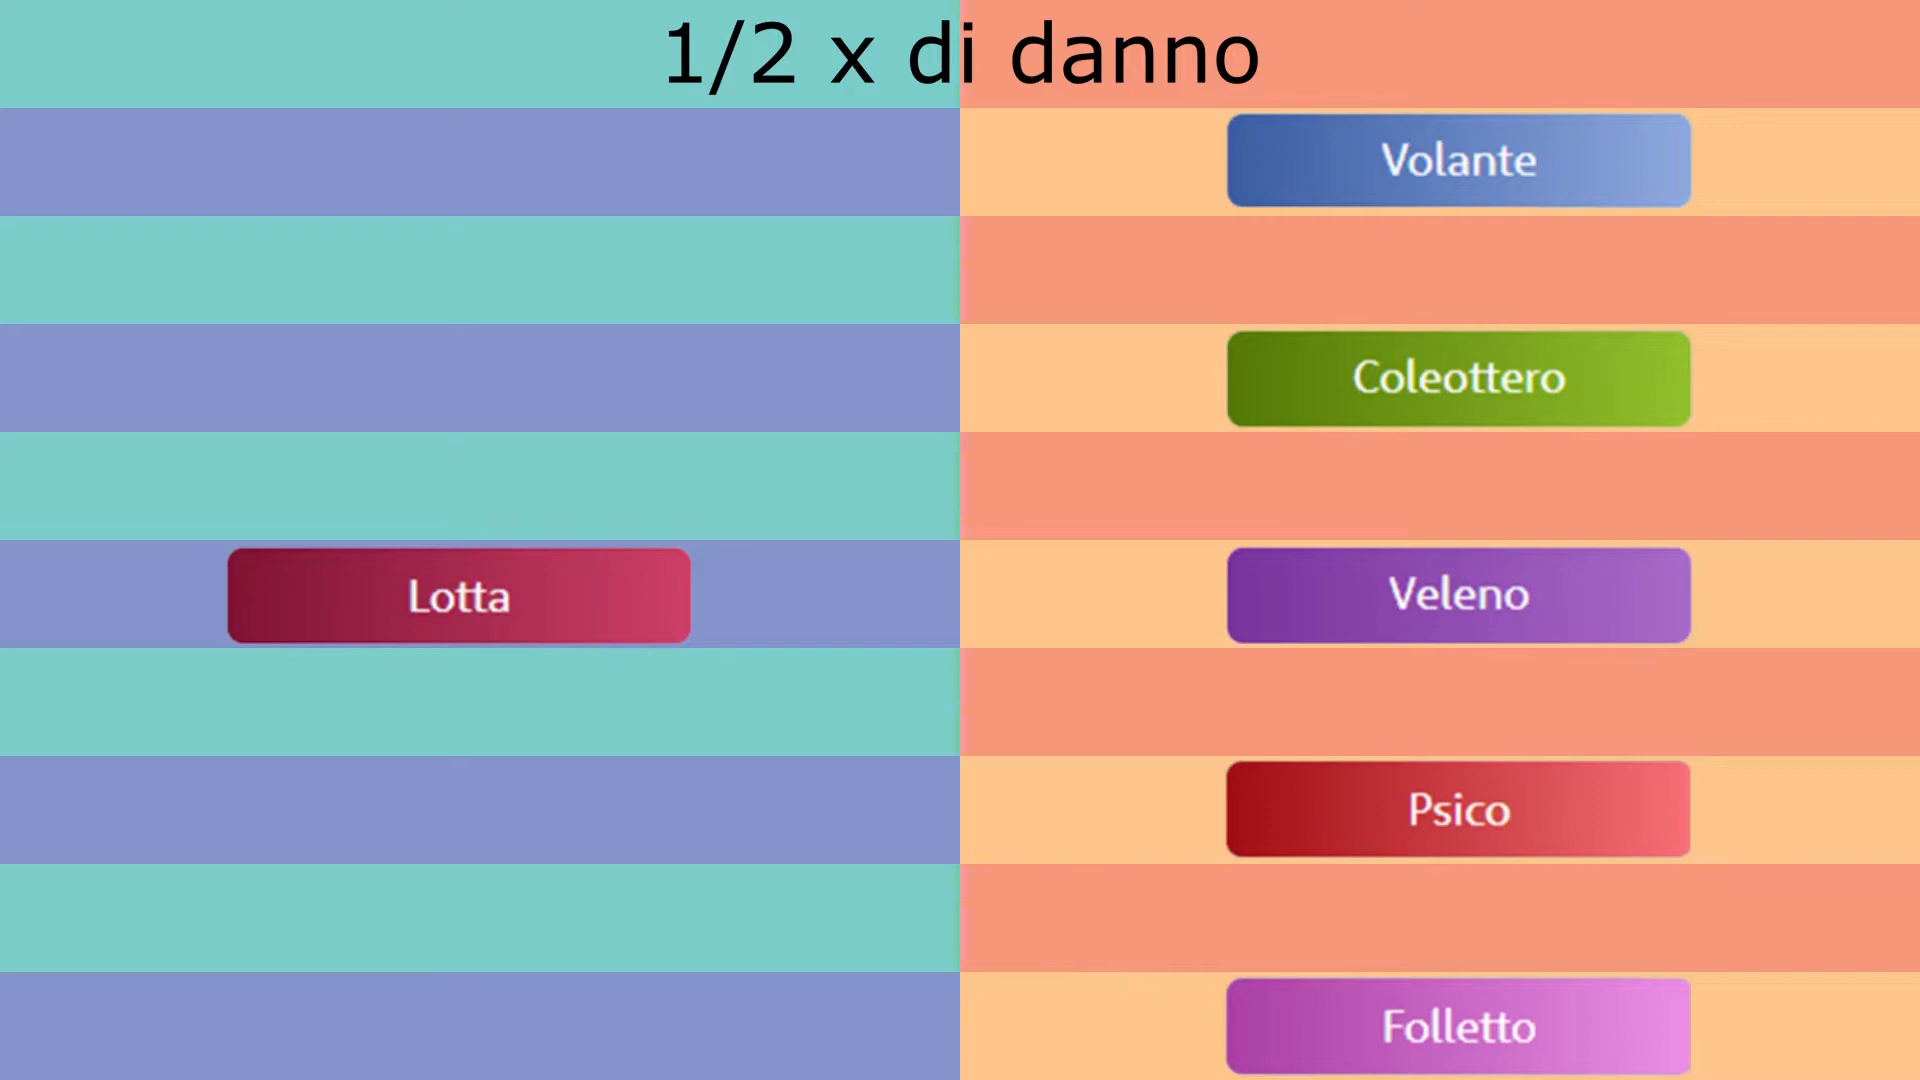 1/2 x di danno
Volante
Coleottero
Lotta
Veleno
Psico
Folletto